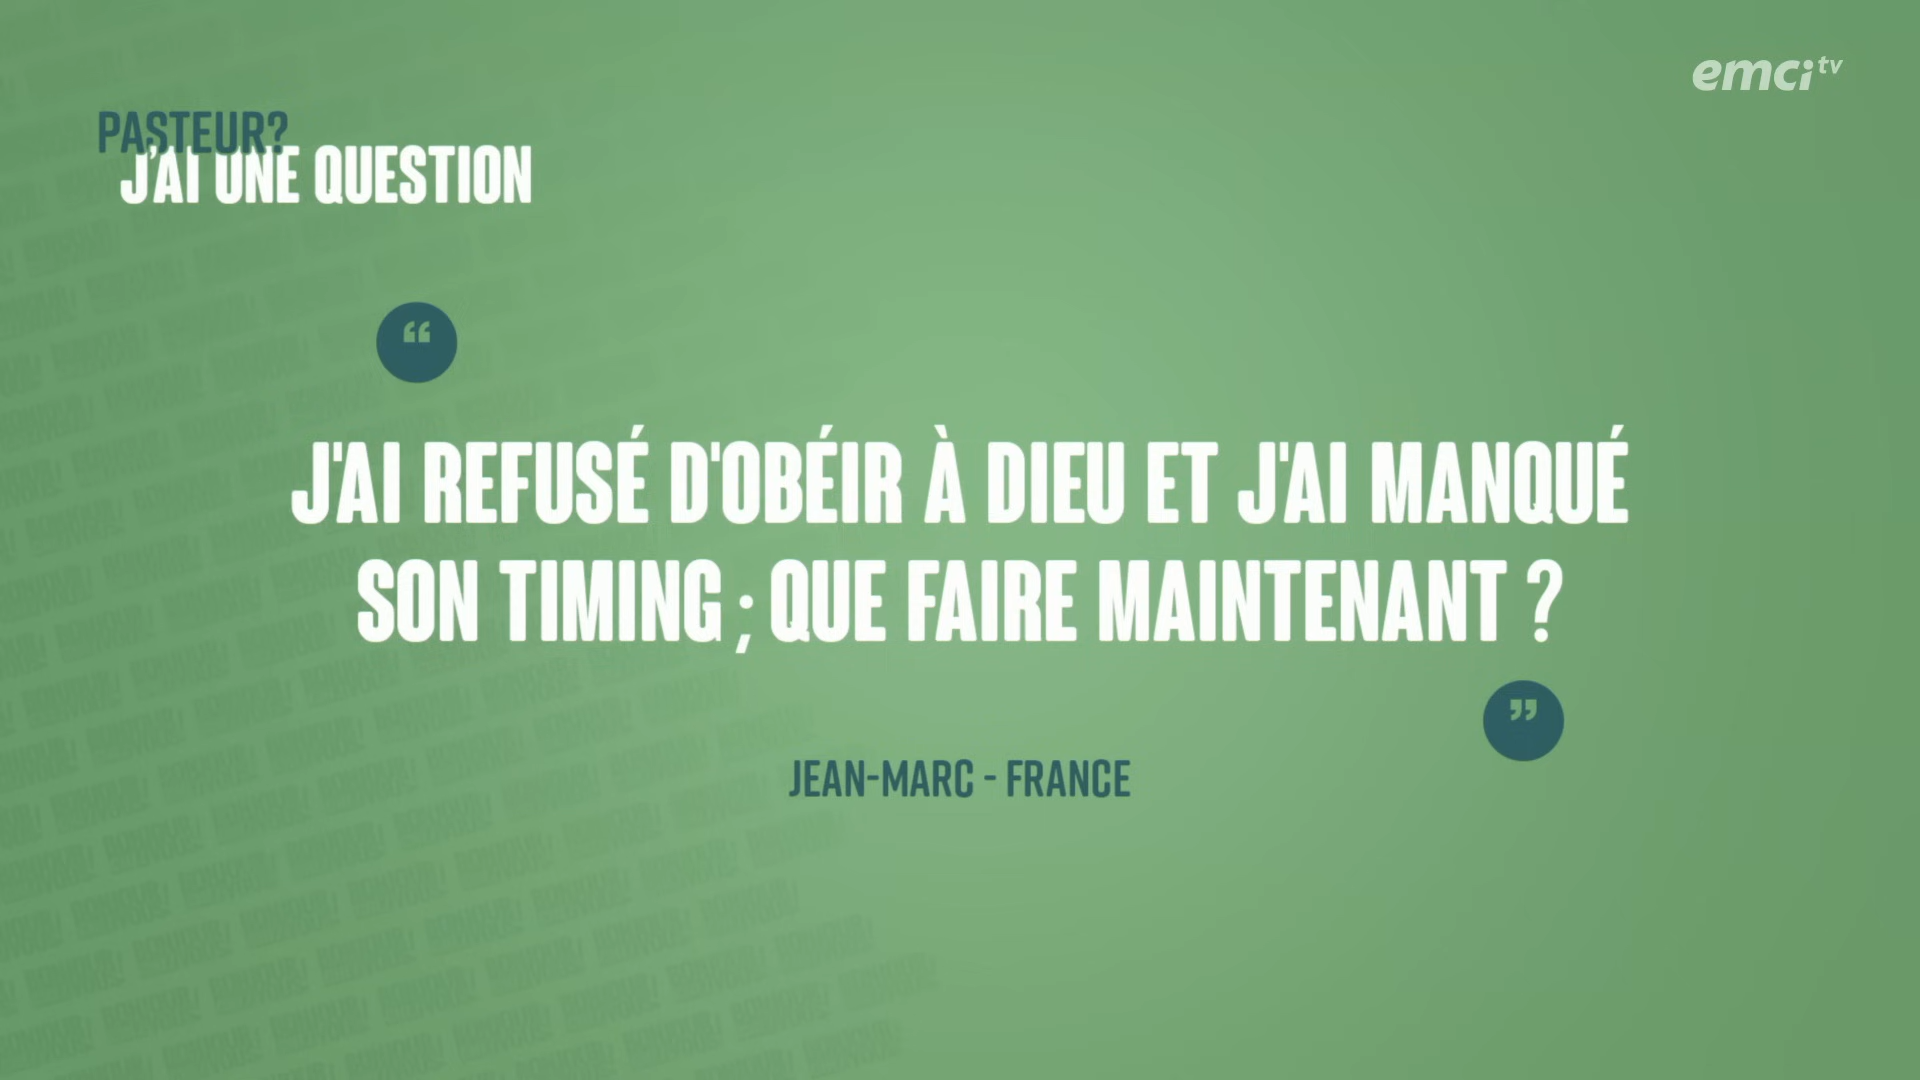 emci tv
PASTEUR?
J'AI UNE QUESTION
“
J'AI REFUSÉ D'OBÉIR À DIEU ET J'AI MANQUÉ
SON TIMING ; QUE FAIRE MAINTENANT ?
”
JEAN-MARC - FRANCE